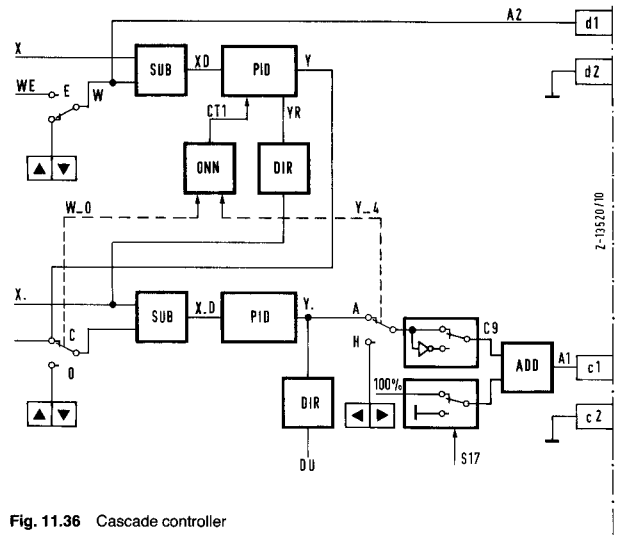 A2
d1
X
SUB
XD
PID
Y
WE
E
W
d2
CT1
YR
ONN
DIR
W_0
Y_4
Z-13520/10
X.
SUB
X.D
PID
Y.
A
C
H
C9
0
100%
ADD
A1
c1
DIR
c2
S17
DU
Fig. 11.36 Cascade controller